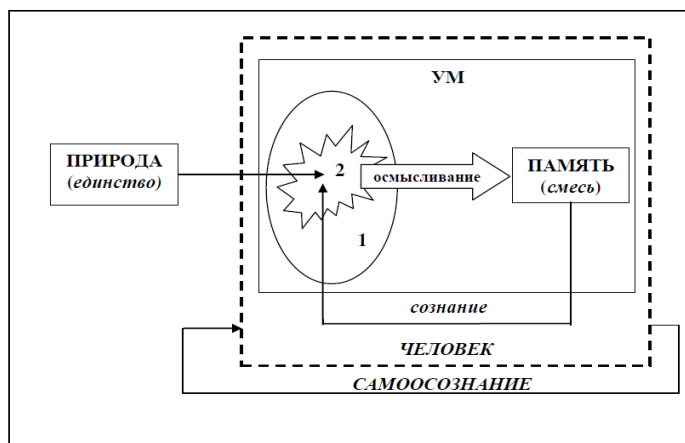 УМ
ПРИРОДА
(единство)
2
осмысливание
ПАМЯТЬ
(смесь)
1
сознание
ЧЕЛОВЕК
САМООСОЗНАНИЕ